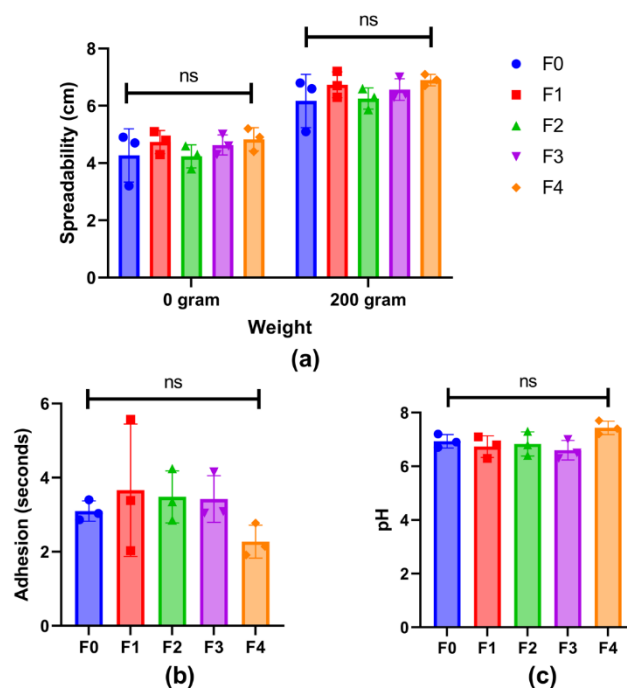 ns
ns
8
6
4
2
0
Spreadability (cm)
0 gram
200 gram
Weight
F0
F1
F2
F3
F4
(a)
ns
6
4
2
0
Adhesion (seconds)
F0 F1 F2 F3 F4
(b)
ns
8
6
4
2
0
pH
F0 F1 F2 F3 F4
(c)